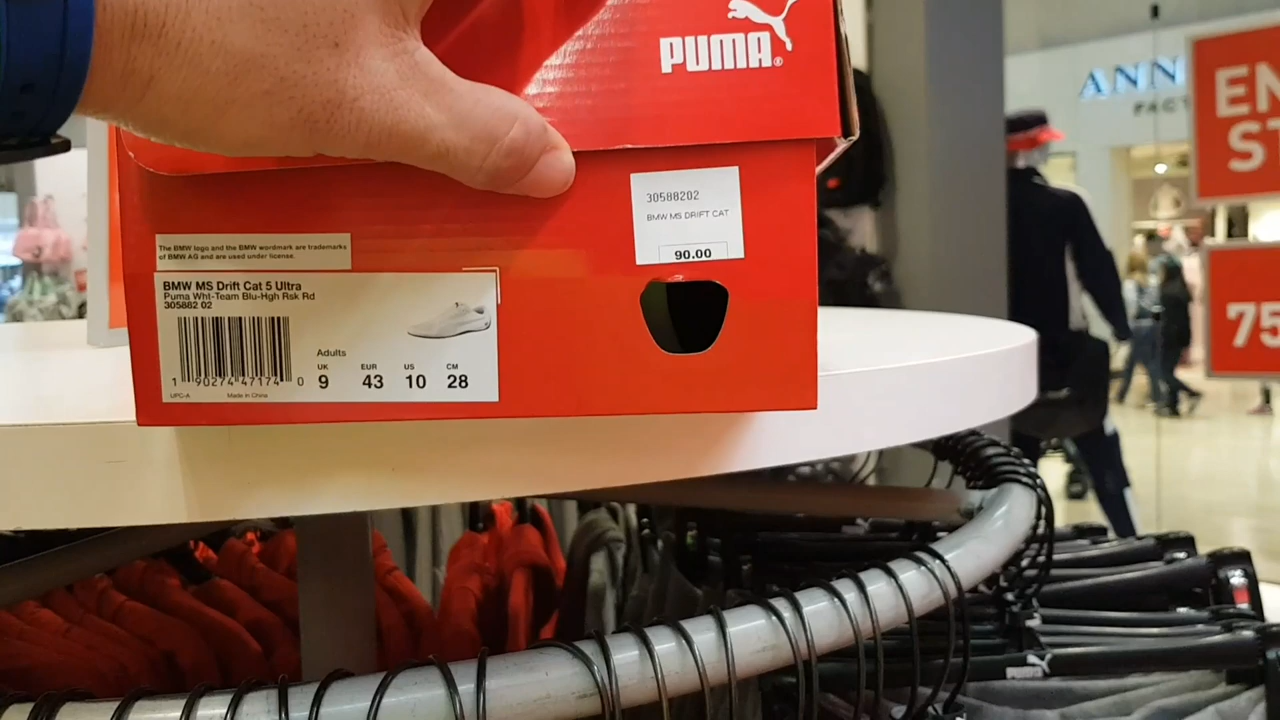 PUMA®
30588202
BMW MS DRIFT CAT
90.00
The BMW logo and the BMW wordmark are trademarks
of BMW AG and are used under license.
BMW MS Drift Cat 5 Ultra
Puma Wht-Team Blu-Hgh Rsk Rd
305882 02
Adults
UK EUR US CM
9 43 10 28
1 90274 47174 0
UPC-A Made in China
ANN
FACT
EN
ST
75